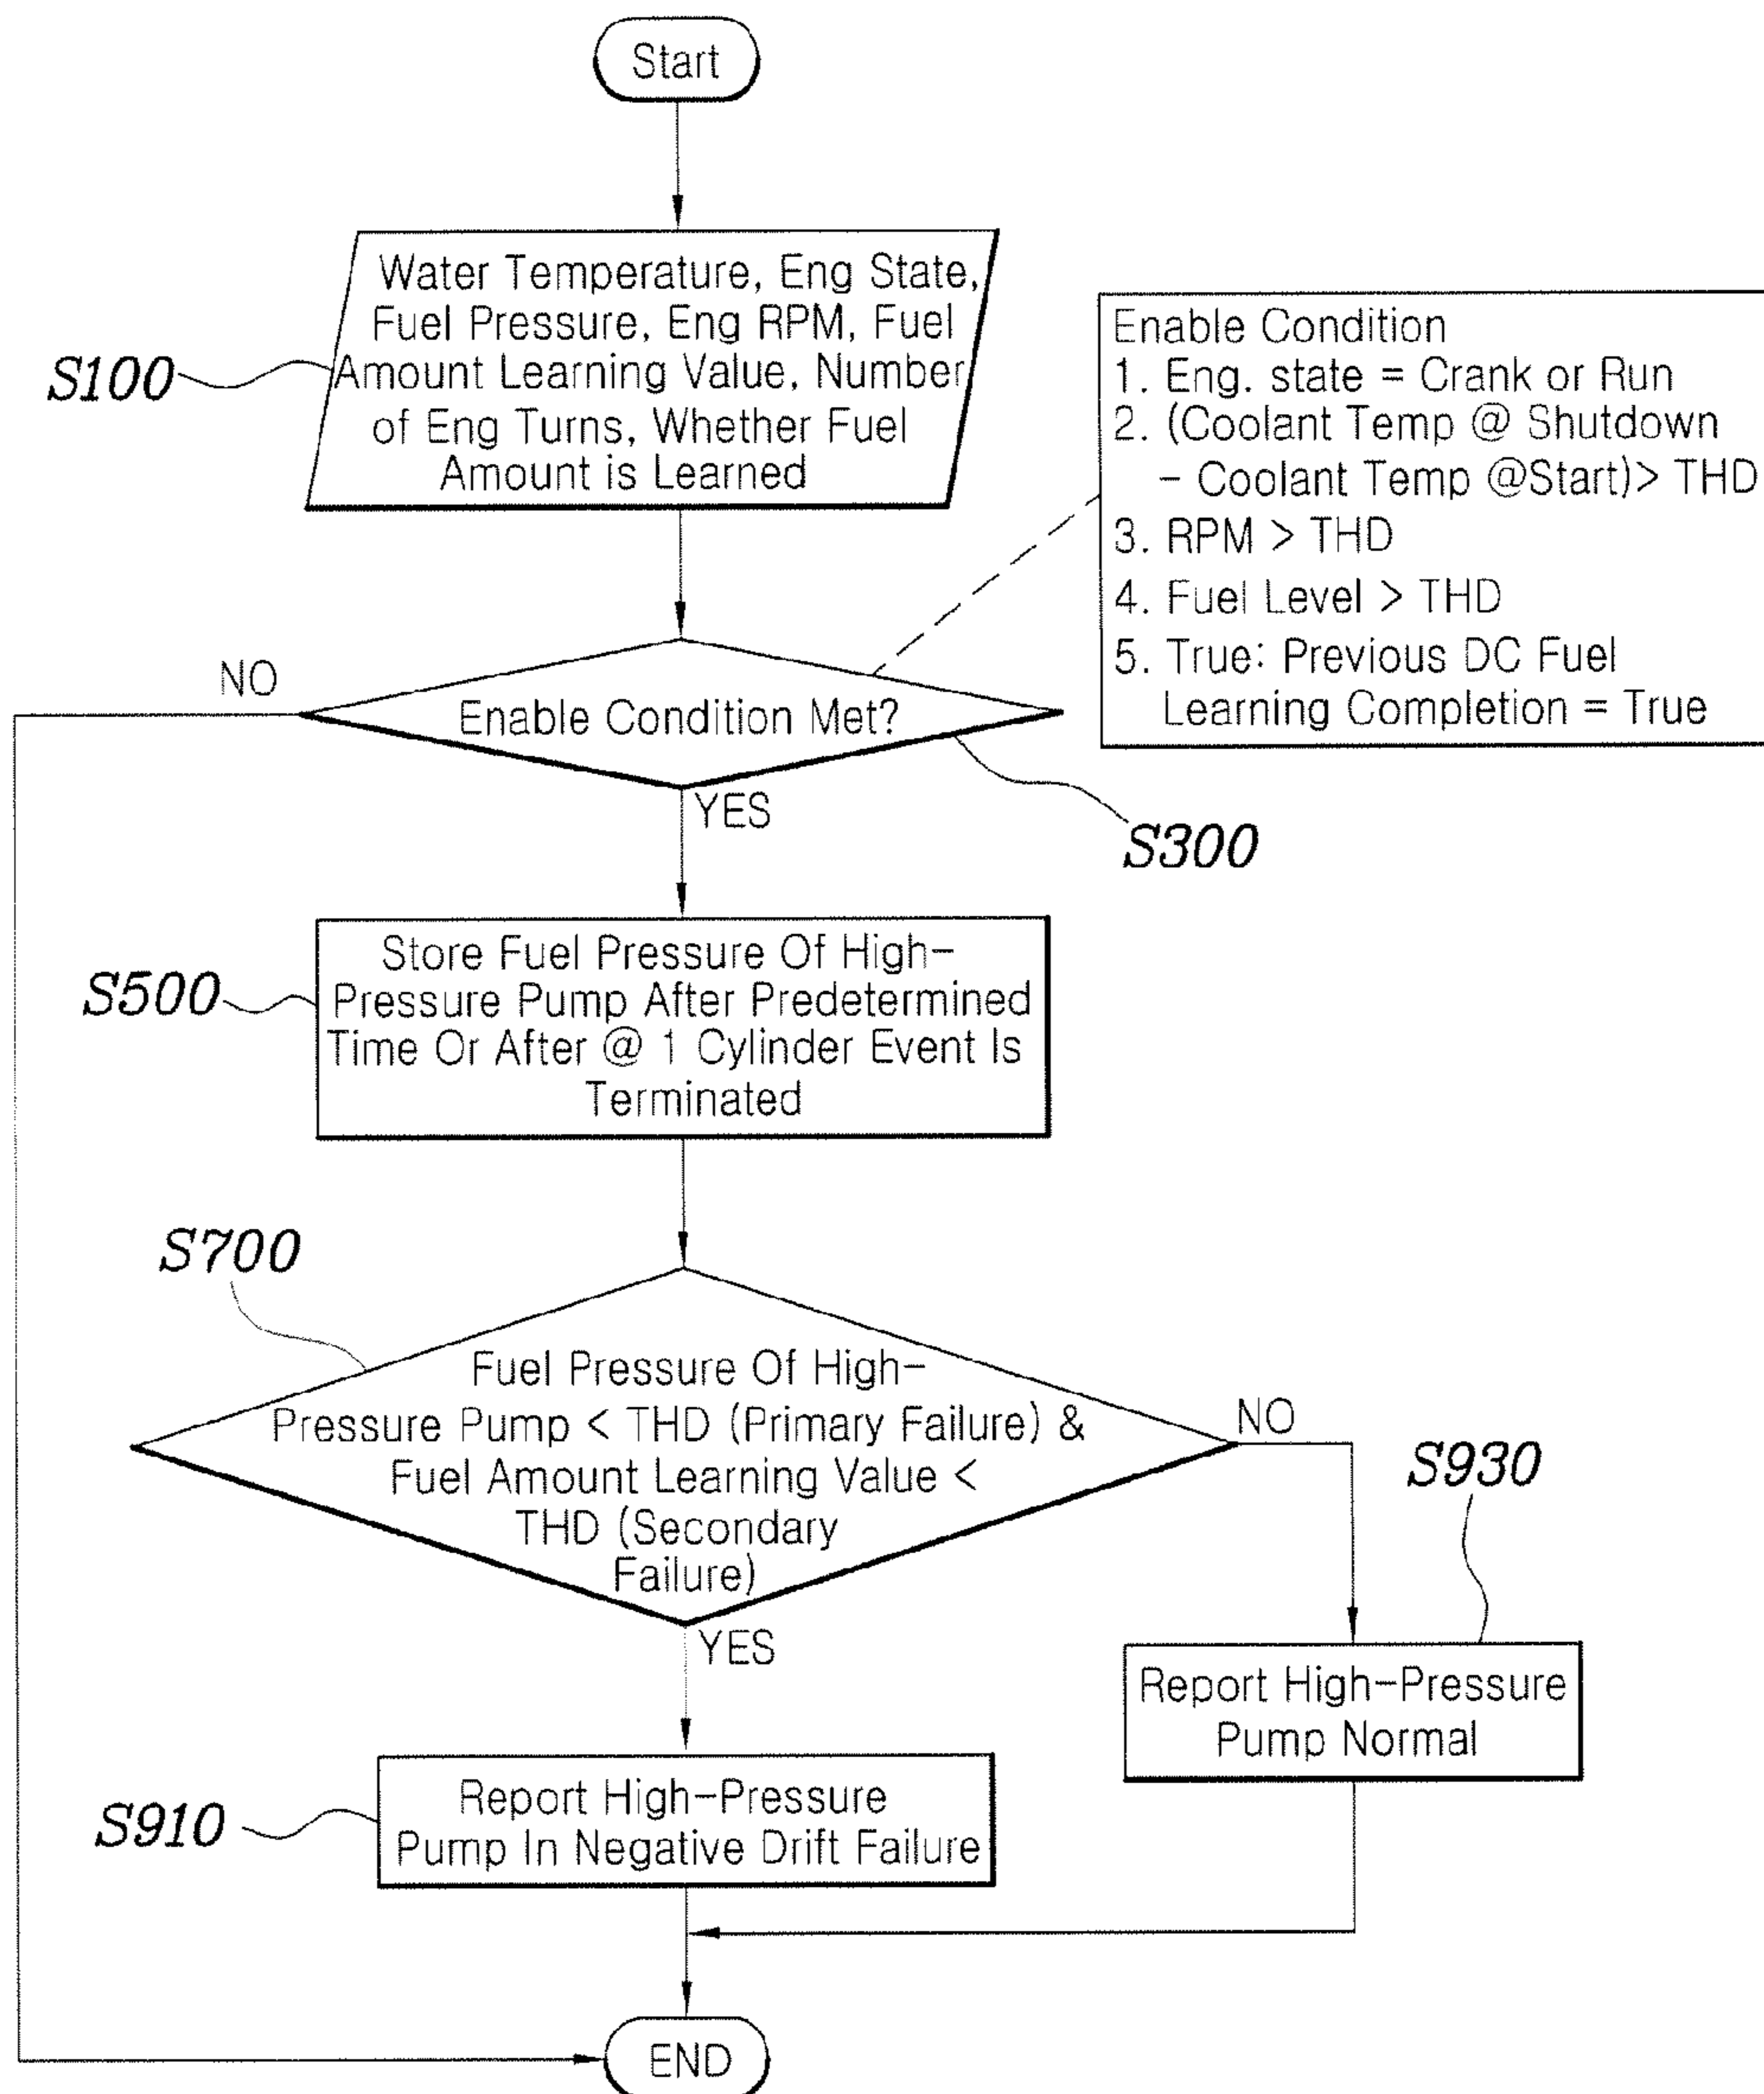 Start
Water Temperature, Eng State,
Fuel Pressure, Eng RPM, Fuel
Amount Learning Value, Number
of Eng Turns, Whether Fuel
Amount is Learned
S100
Enable Condition
1. Eng. state = Crank or Run
2. (Coolant Temp @ Shutdown
- Coolant Temp @Start)> THD
3. RPM > THD
4. Fuel Level > THD
5. True: Previous DC Fuel
Learning Completion = True
NO
Enable Condition Met?
YES
S300
Store Fuel Pressure Of High-
Pressure Pump After Predetermined
Time Or After @ 1 Cylinder Event Is
Terminated
S500
S700
Fuel Pressure Of High-
Pressure Pump < THD (Primary Failure) &
Fuel Amount Learning Value <
THD (Secondary
Failure)
NO
S930
YES
Report High-Pressure
Pump Normal
Report High-Pressure
Pump In Negative Drift Failure
S910
END